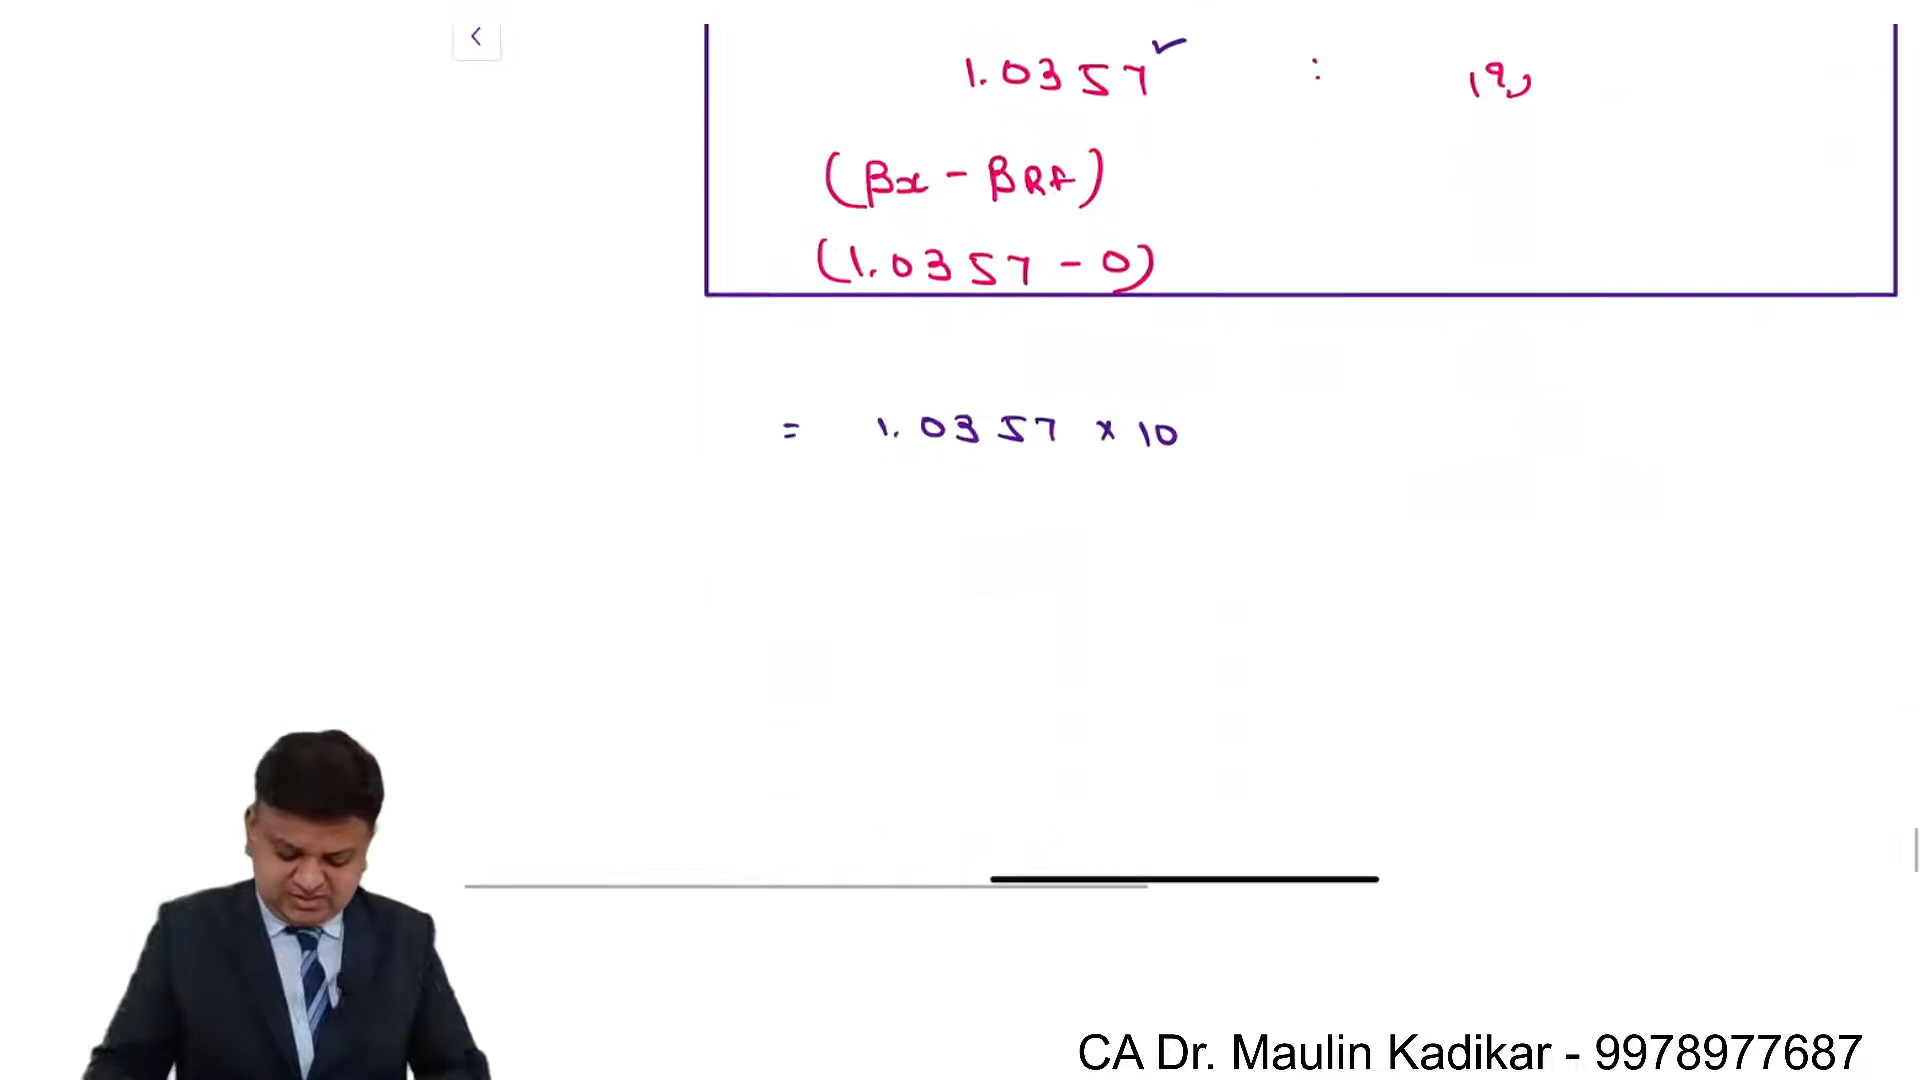 1.0357 : 19
(βx - βRF)
(1.0357 - 0)
= 1.0357 × 10
CA Dr. Maulin Kadikar - 9978977687